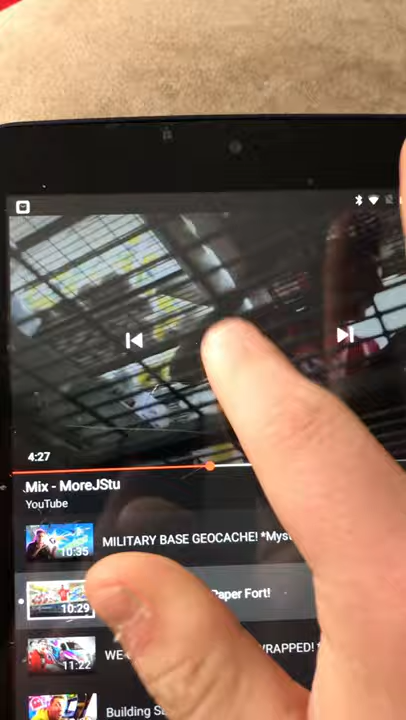 4:27
Mix - MoreJStu
YouTube
MILITARY BASE GEOCACHE! *Myst
10:35
Paper Fort!
10:29
WE WRAPPED!
11:22
Building